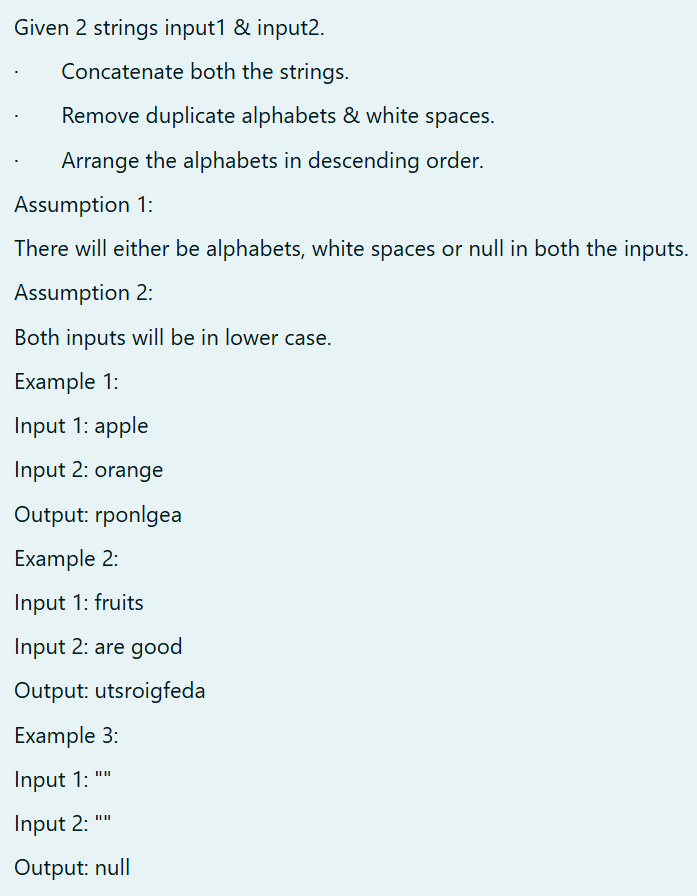 Given 2 strings input1 & input2.
· Concatenate both the strings.
· Remove duplicate alphabets & white spaces.
· Arrange the alphabets in descending order.
Assumption 1:
There will either be alphabets, white spaces or null in both the inputs.
Assumption 2:
Both inputs will be in lower case.
Example 1:
Input 1: apple
Input 2: orange
Output: rponlgea
Example 2:
Input 1: fruits
Input 2: are good
Output: utsroigfeda
Example 3:
Input 1: ""
Input 2: ""
Output: null